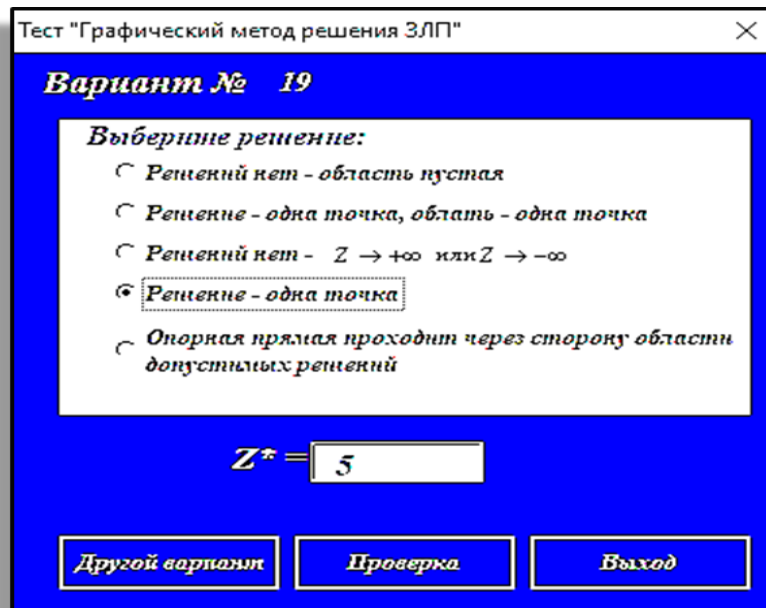 Тест "Графический метод решения ЗЛП"
Вариант № 19
Выберите решение:
Решений нет - область пустая
Решение - одна точка, облать - одна точка
Решений нет - Z → +∞ или Z → −∞
Решение - одна точка
Опорная прямая проходит через сторону области
допустимых решений
Z* = 5
Другой вариант Проверка Выход